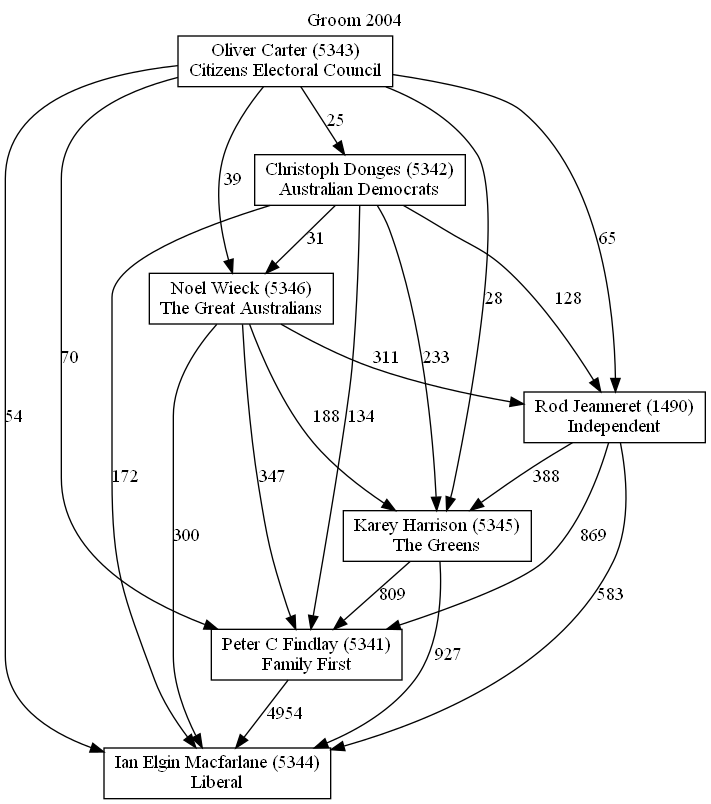 Groom 2004
Oliver Carter (5343)
Citizens Electoral Council
25
Christoph Donges (5342)
Australian Democrats
39
31
65
Noel Wieck (5346)
The Great Australians
28
128
70
311
233
54
188
134
Rod Jeanneret (1490)
Independent
172
347
388
300
Karey Harrison (5345)
The Greens
869
809
583
Peter C Findlay (5341)
Family First
927
4954
Ian Elgin Macfarlane (5344)
Liberal